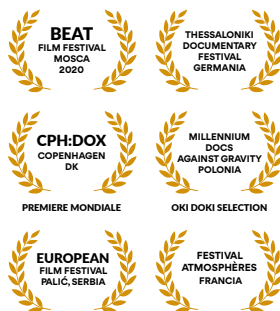 BEAT
FILM FESTIVAL
MOSCA
2020
THESSALONIKI
DOCUMENTARY
FESTIVAL
GERMANIA
CPH:DOX
COPENHAGEN
DK
PREMIERE MONDIALE
MILLENNIUM
DOCS
AGAINST GRAVITY
POLONIA
OKI DOKI SELECTION
EUROPEAN
FILM FESTIVAL
PALIĆ, SERBIA
FESTIVAL
ATMOSPHÈRES
FRANCIA